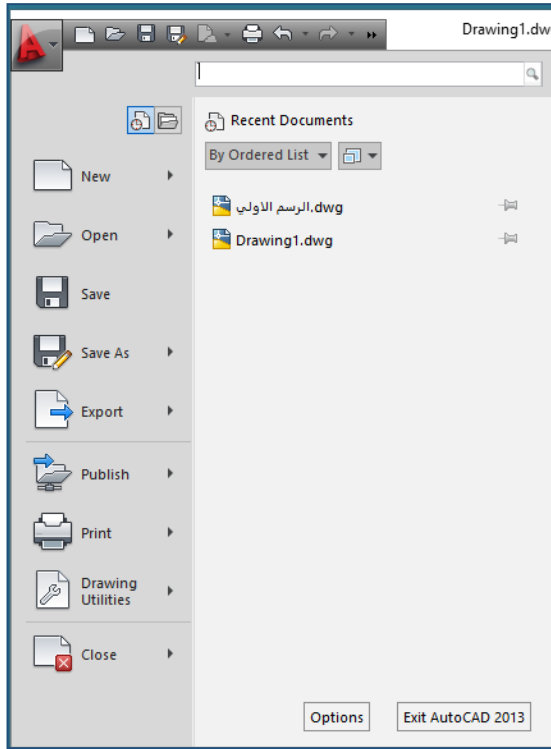 Drawing1.dw
Recent Documents
By Ordered List
New
الرسم الاولي.dwg
Open
Drawing1.dwg
Save
Save As
Export
Publish
Print
Drawing
Utilities
Close
Options
Exit AutoCAD 2013